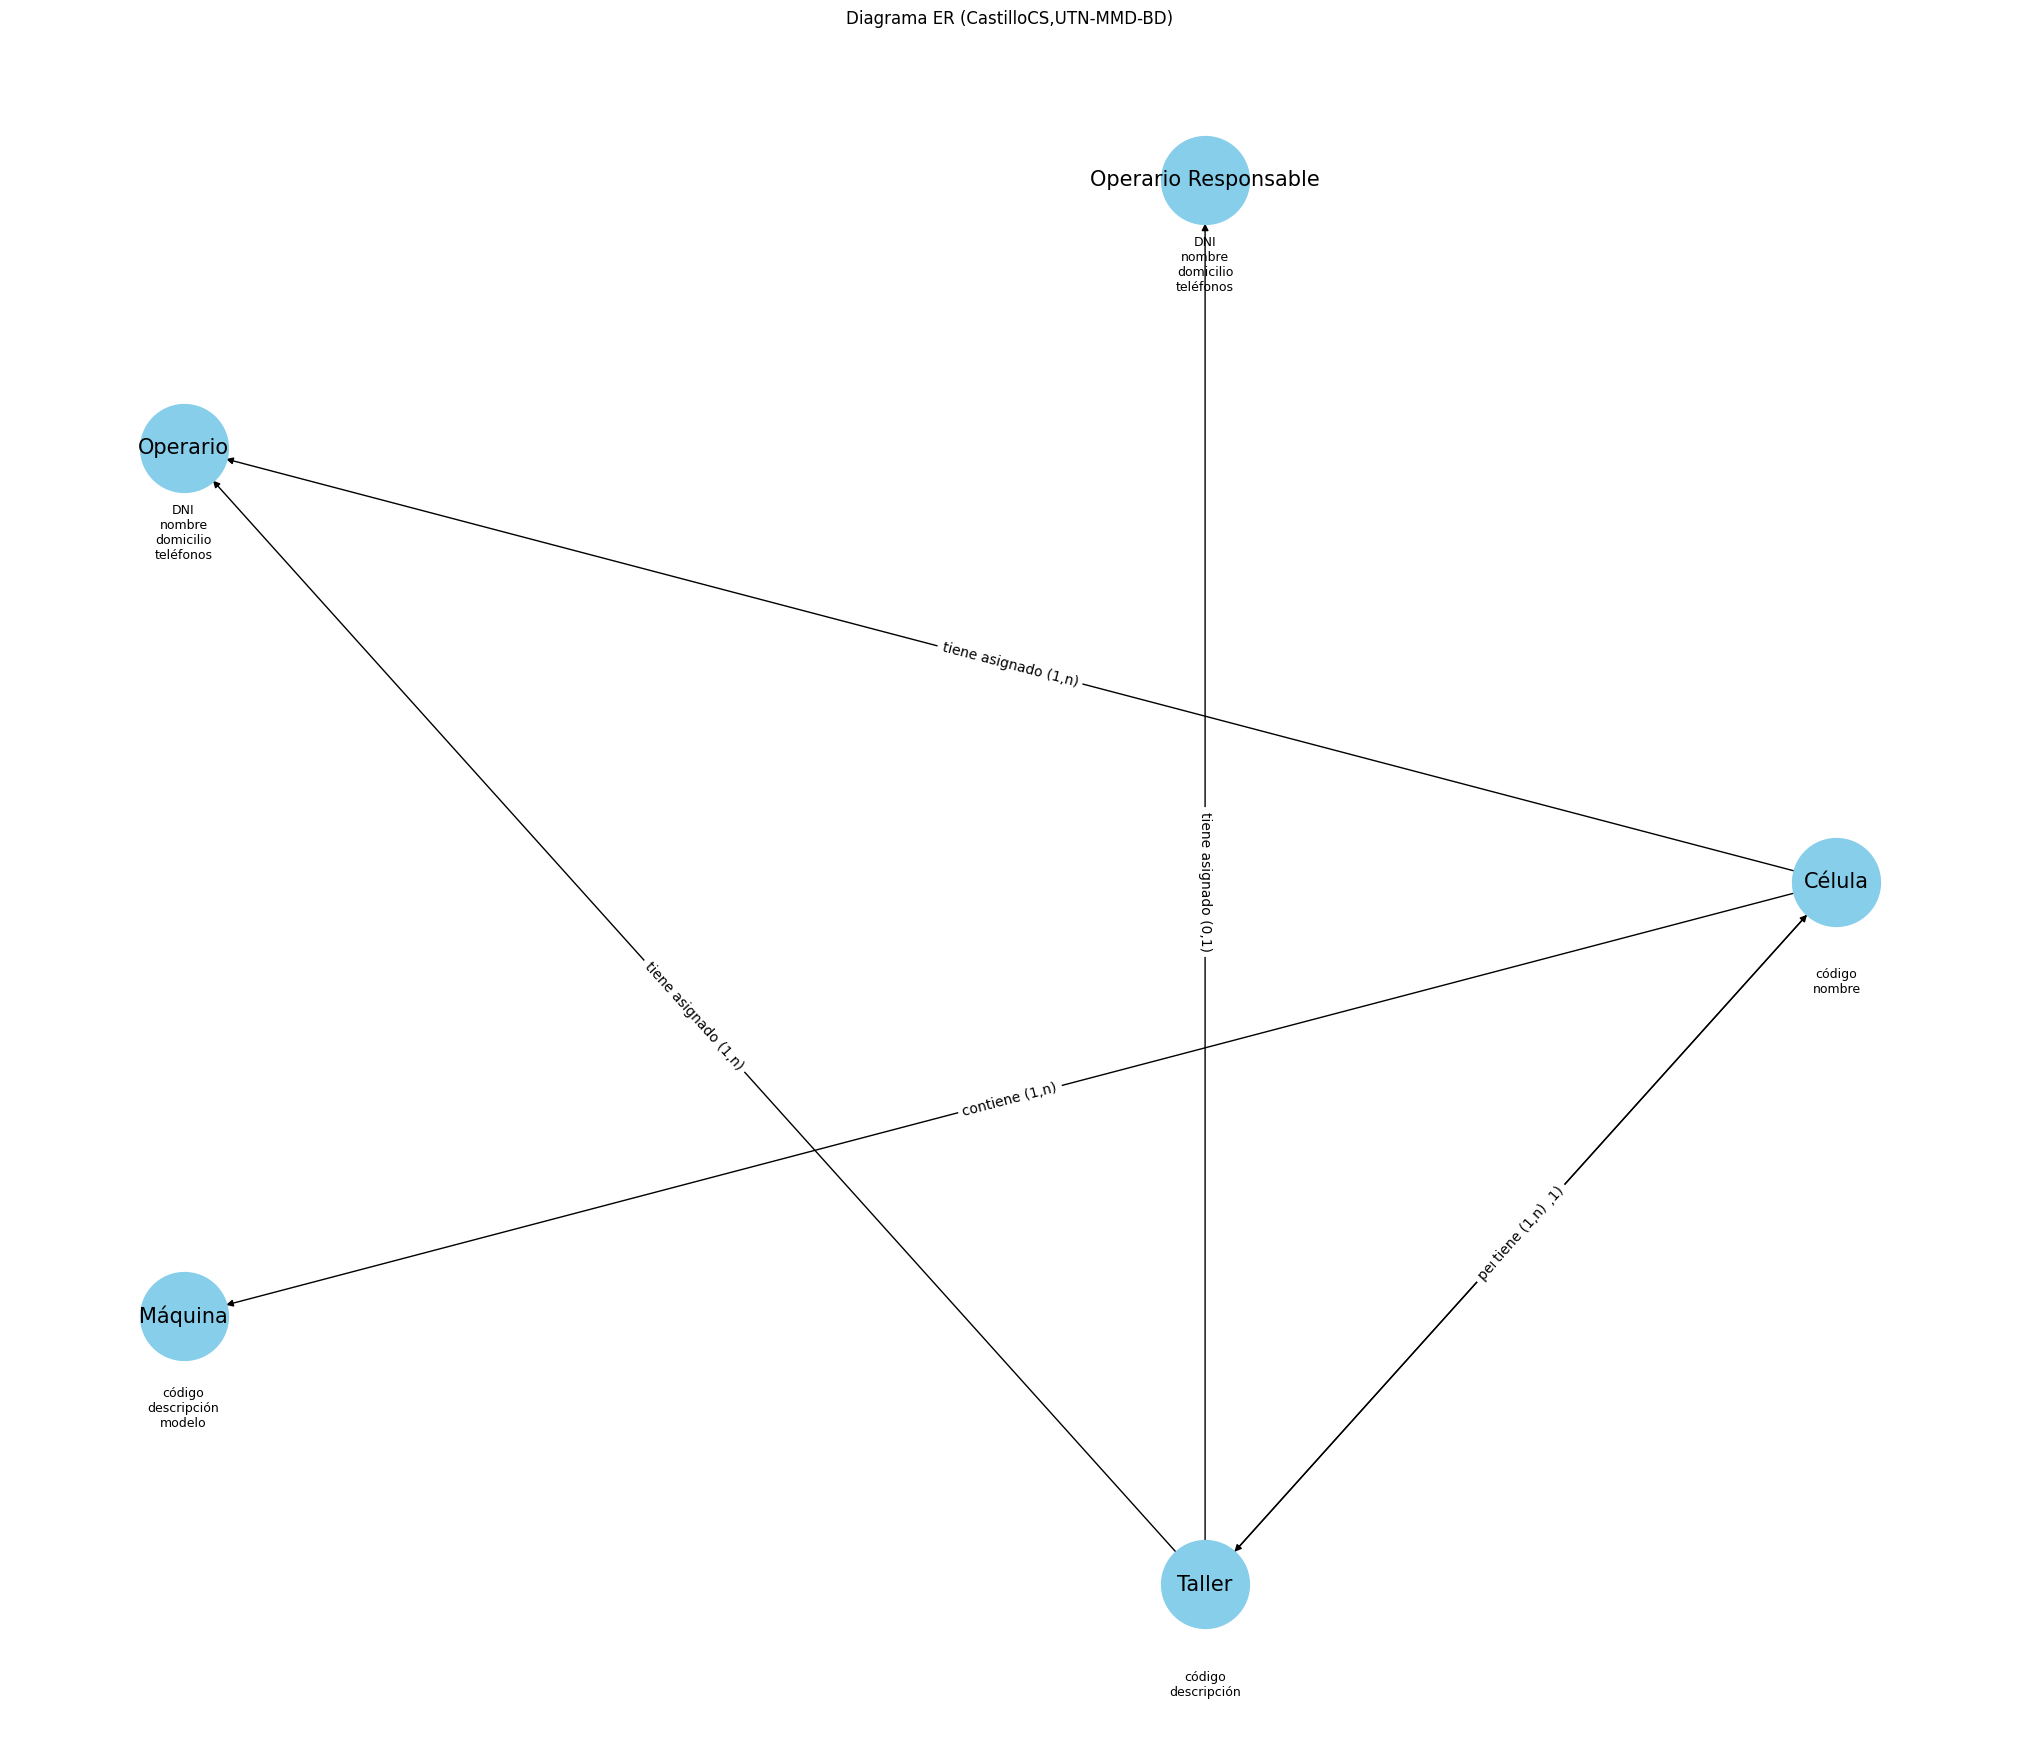 Diagrama ER (CastilloCS,UTN-MMD-BD)
Operario Responsable
DNI
nombre
domicilio
teléfonos
Operario
DNI
nombre
domicilio
teléfonos
tiene asignado (1,n)
tiene asignado (0,1)
Célula
código
nombre
tiene asignado (1,n)
contiene (1,n)
tiene (1,n) ,1)
Máquina
código
descripción
modelo
Taller
código
descripción